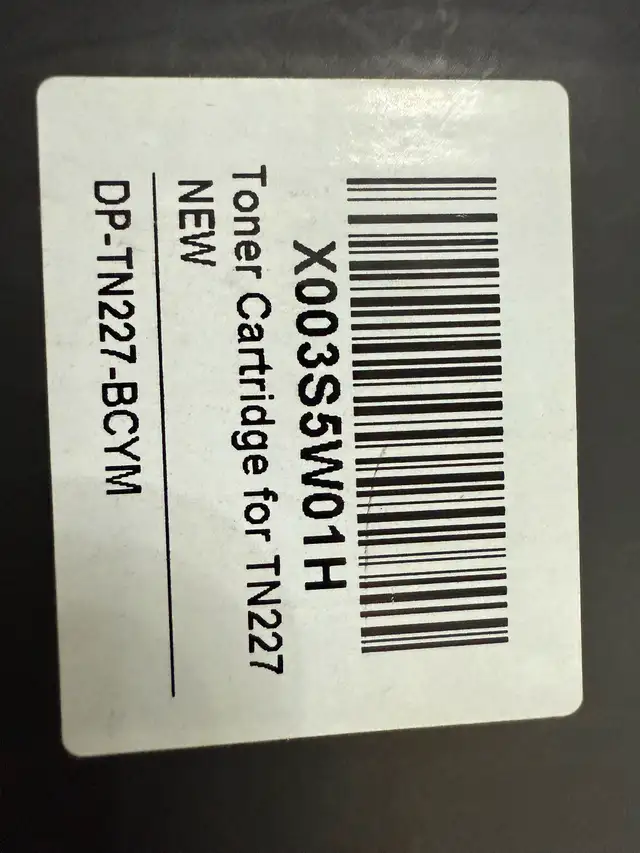 X003S5W01H
Toner Cartridge for TN227
NEW
DP-TN227-BCYM